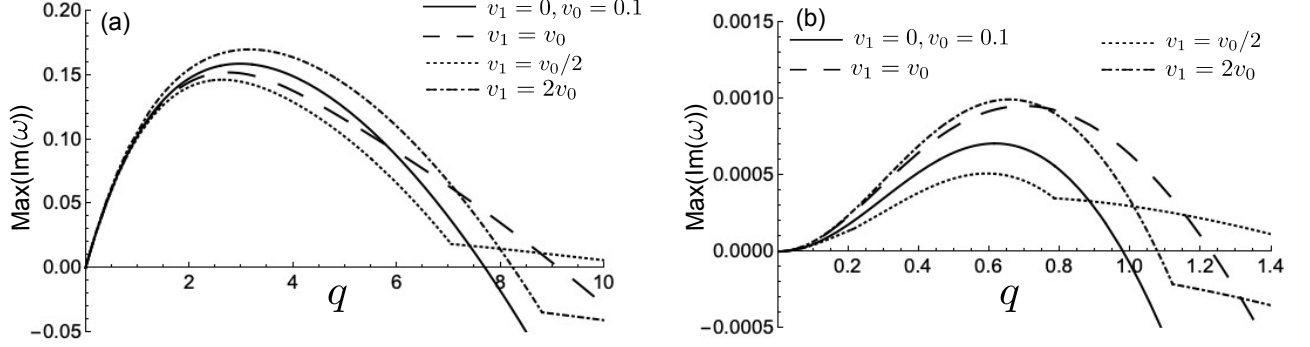 (a)
v₁ = 0, v₀ = 0.1
v₁ = v₀
v₁ = v₀/2
v₁ = 2v₀
Max(Im(ω))
0.20
0.15
0.10
0.05
0.00
−0.05
2 4 6 8 10
q
(b)
v₁ = 0, v₀ = 0.1
v₁ = v₀
v₁ = v₀/2
v₁ = 2v₀
Max(Im(ω))
0.0015
0.0010
0.0005
0.0000
−0.0005
0.2 0.4 0.6 0.8 1.0 1.2 1.4
q